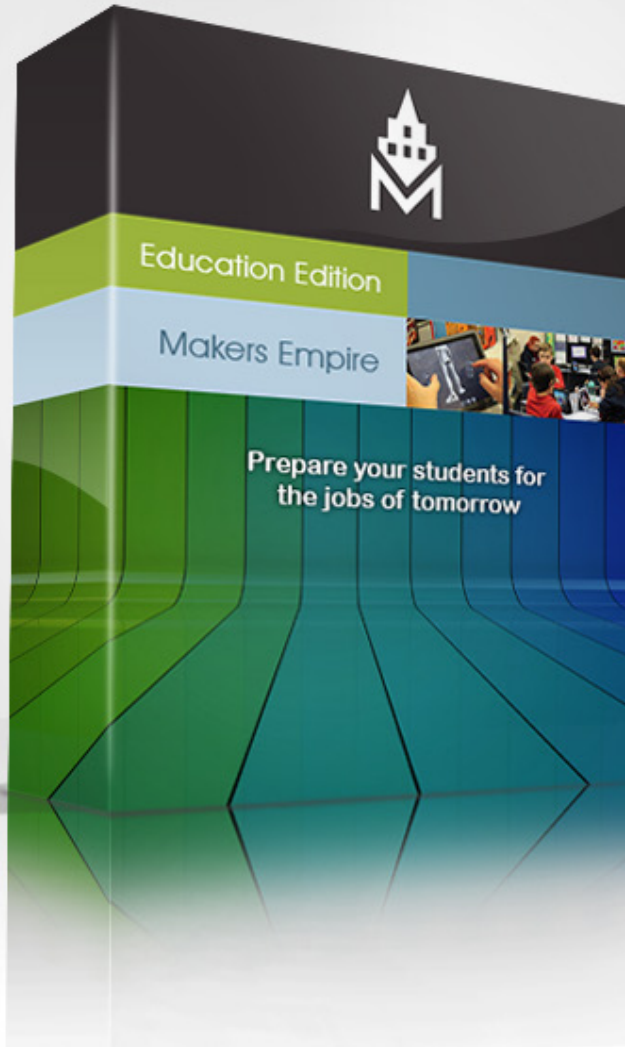 Education Edition
Makers Empire
Prepare your students for
the jobs of tomorrow